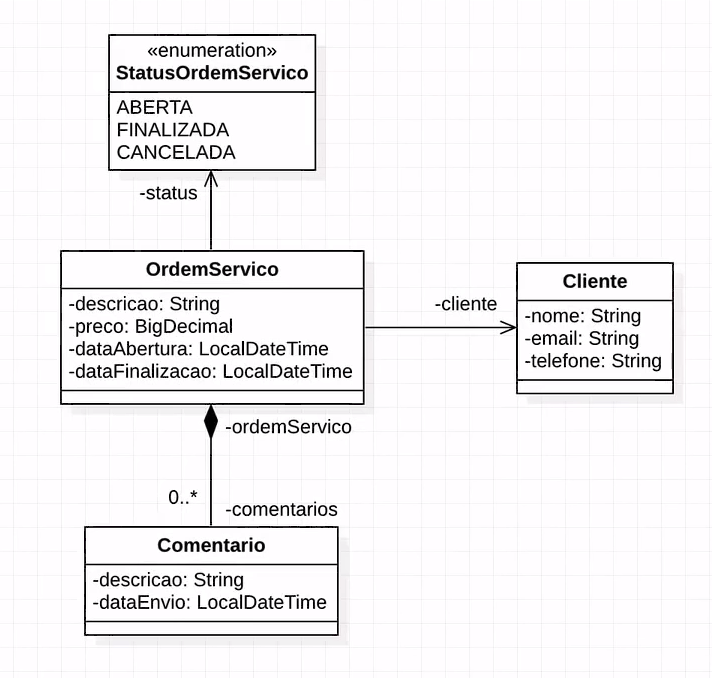 «enumeration»
StatusOrdemServico
ABERTA
FINALIZADA
CANCELADA
-status
OrdemServico
-descricao: String
-preco: BigDecimal
-dataAbertura: LocalDateTime
-dataFinalizacao: LocalDateTime
-cliente
Cliente
-nome: String
-email: String
-telefone: String
-ordemServico
0..*
-comentarios
Comentario
-descricao: String
-dataEnvio: LocalDateTime